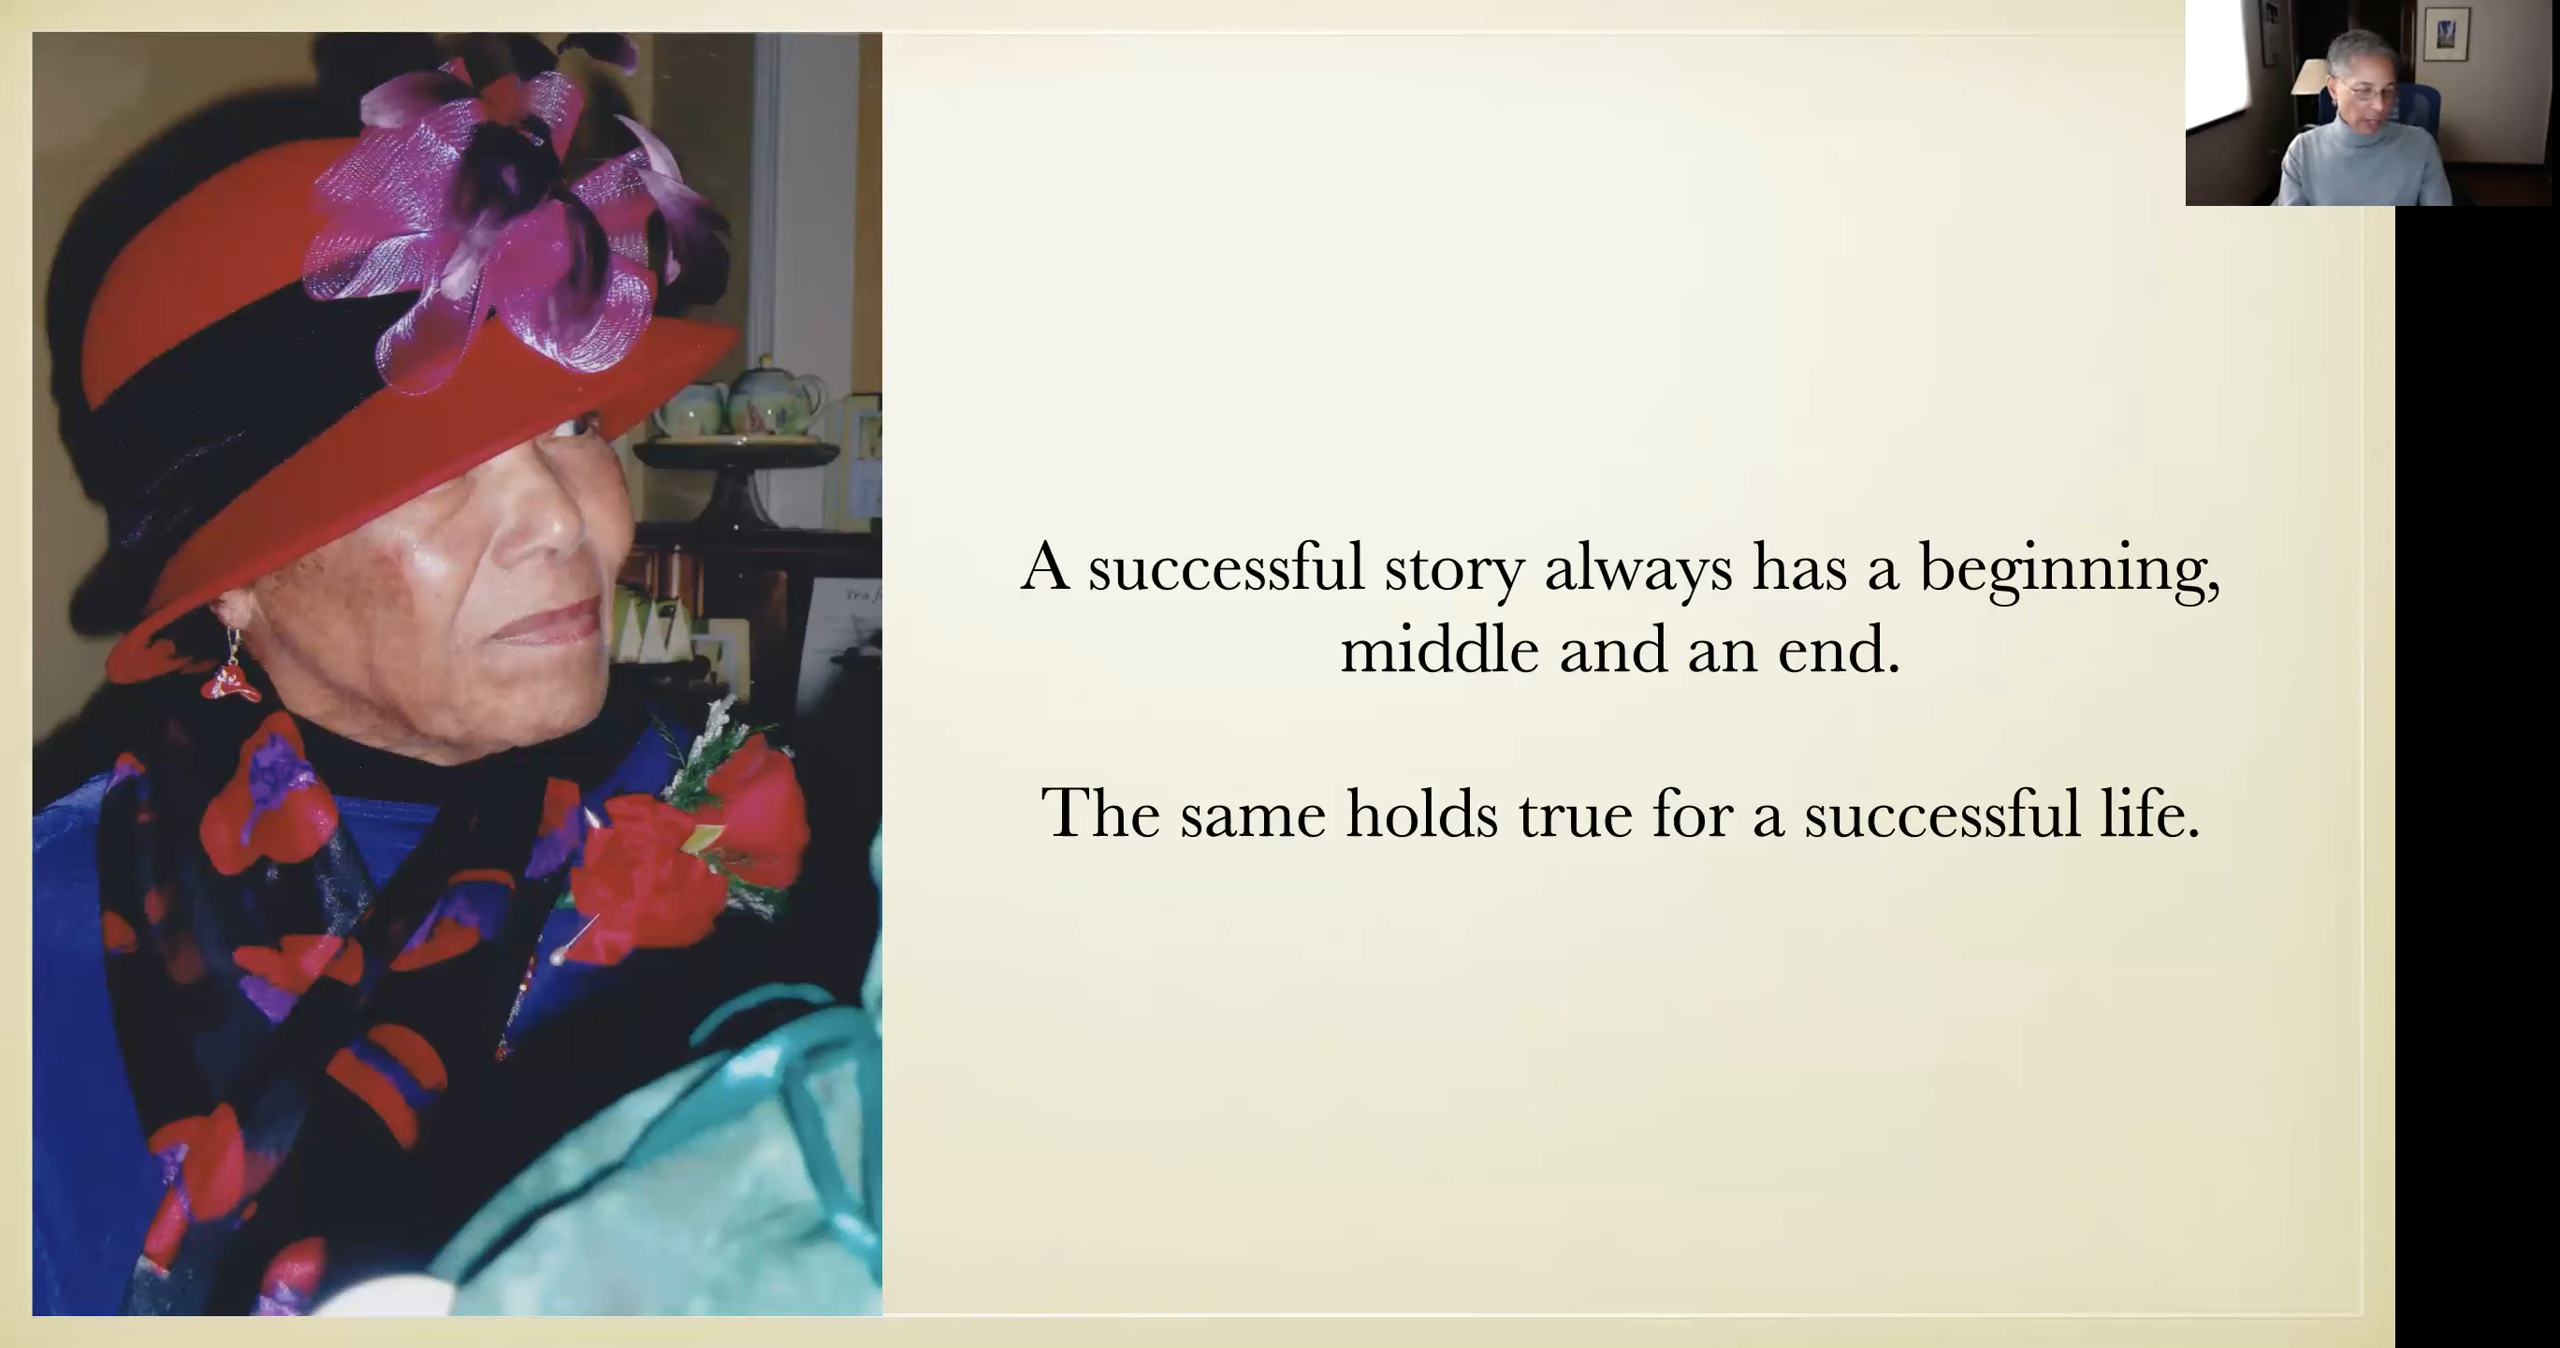 A successful story always has a beginning,
middle and an end.
The same holds true for a successful life.